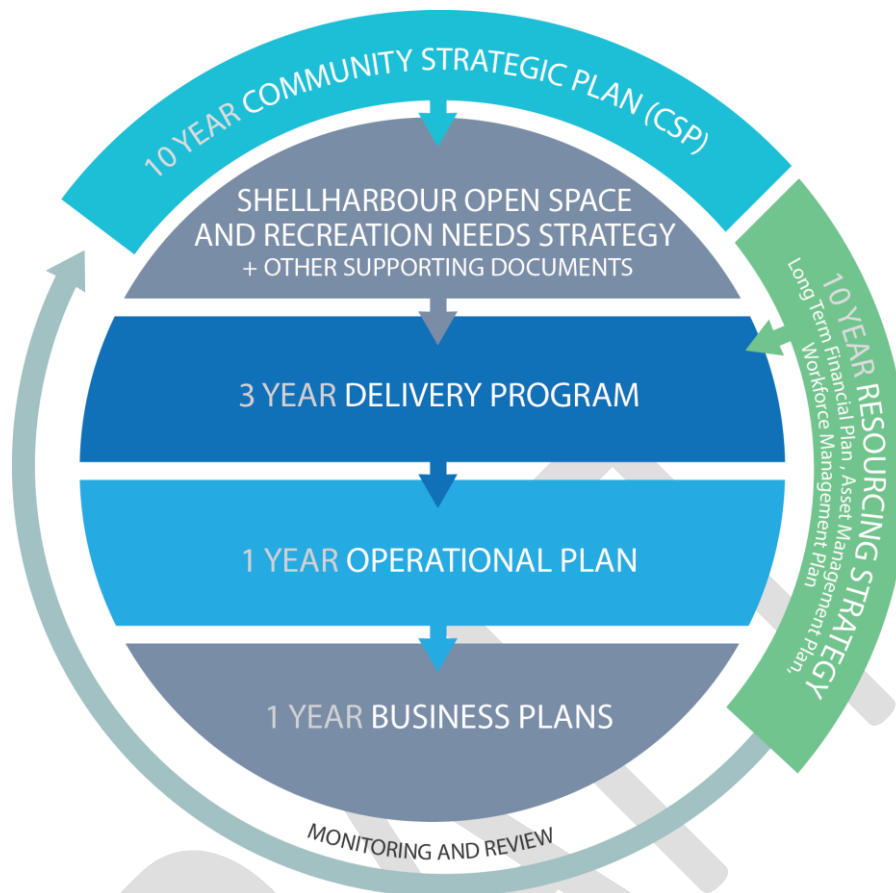 10 YEAR COMMUNITY STRATEGIC PLAN (CSP)
SHELLHARBOUR OPEN SPACE
AND RECREATION NEEDS STRATEGY
+ OTHER SUPPORTING DOCUMENTS
10 YEAR RESOURCING STRATEGY
Long Term Financial Plan , Asset Management Plan,
Workforce Management Plan
3 YEAR DELIVERY PROGRAM
1 YEAR OPERATIONAL PLAN
1 YEAR BUSINESS PLANS
MONITORING AND REVIEW